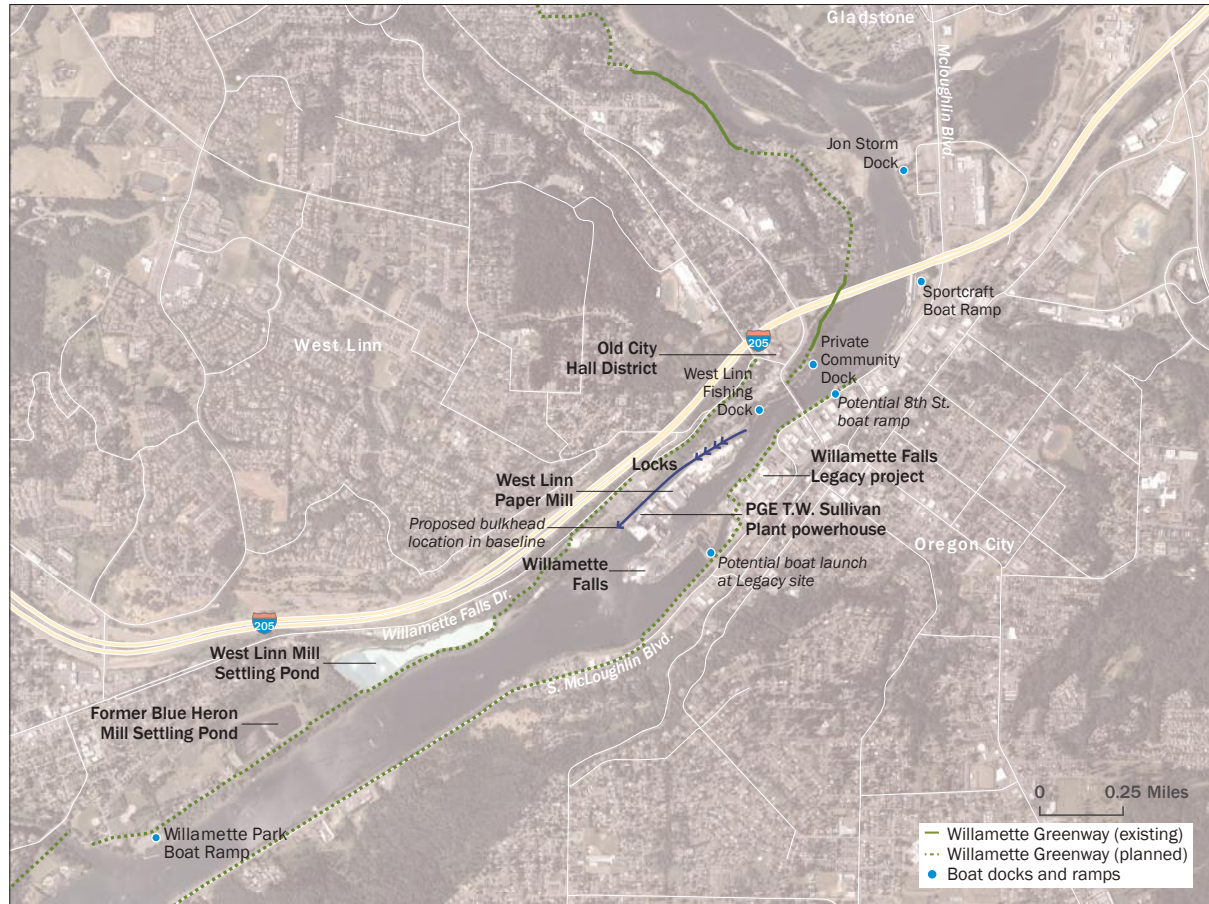 Gladstone
Mcloughlin Blvd.
Jon Storm
Dock
Sportcraft
Boat Ramp
West Linn
205
Old City
Hall District
Private
Community
Dock
West Linn
Fishing
Dock
Potential 8th St.
boat ramp
Locks
Willamette Falls
Legacy project
West Linn
Paper Mill
PGE T.W. Sullivan
Plant powerhouse
Proposed bulkhead
location in baseline
Oregon City
Willamette
Falls
Potential boat launch
at Legacy site
Willamette Falls Dr.
205
West Linn Mill
Settling Pond
S. McLoughlin Blvd.
Former Blue Heron
Mill Settling Pond
0 0.25 Miles
Willamette Park
Boat Ramp
Willamette Greenway (existing)
Willamette Greenway (planned)
Boat docks and ramps